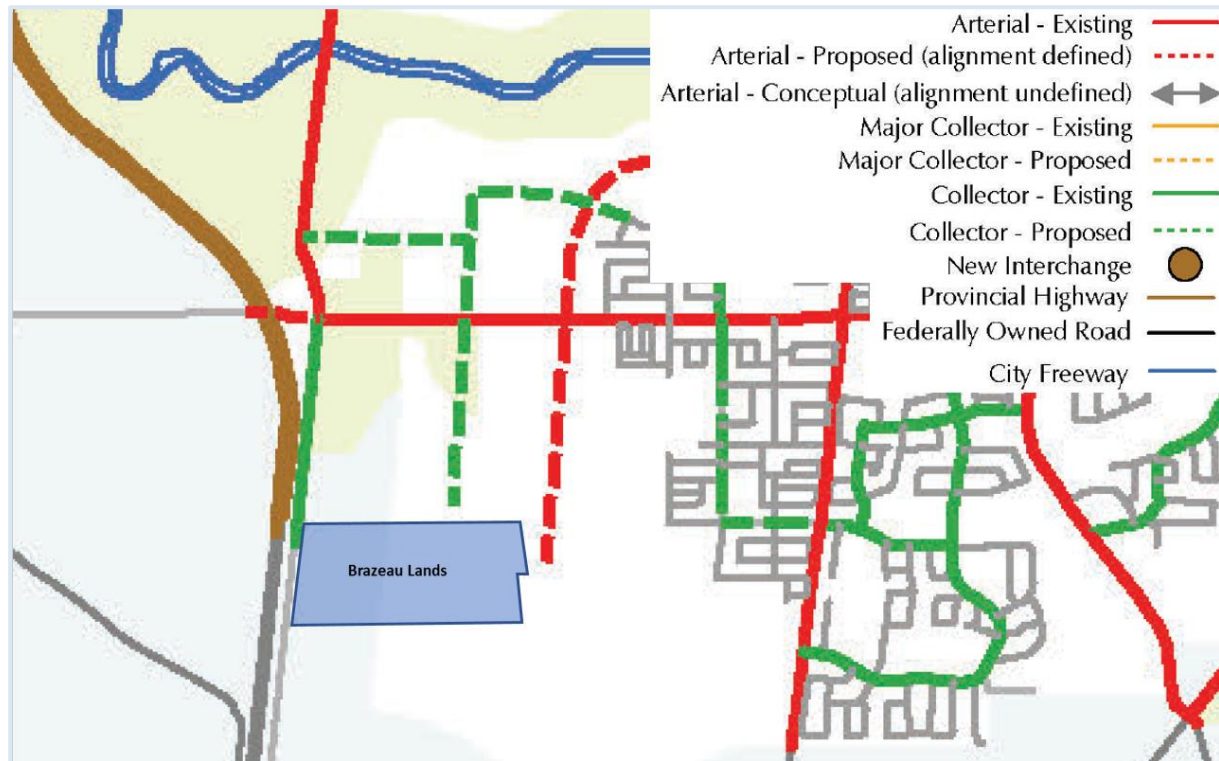 Arterial - Existing
Arterial - Proposed (alignment defined)
Arterial - Conceptual (alignment undefined)
Major Collector - Existing
Major Collector - Proposed
Collector - Existing
Collector - Proposed
New Interchange
Provincial Highway
Federally Owned Road
City Freeway
Brazeau Lands